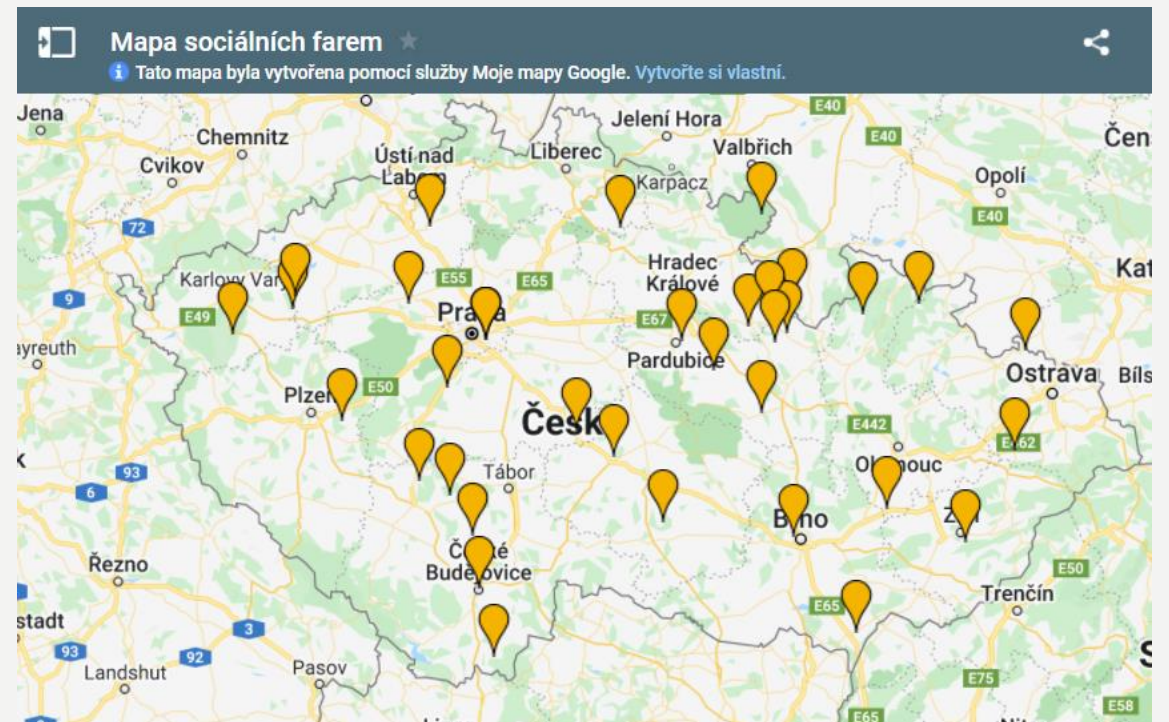 Mapa sociálních farem
Tato mapa byla vytvořena pomocí služby Moje mapy Google. Vytvořte si vlastní.
Jena
Chemnitz
Cvikov
Ústí nad
Labem
Liberec
Jelení Hora
Karpacz
Valbřich
E40
E40
Opolí
E40
72
Karlovy Var
9
E49
E55
E65
Praha
Hradec
Králové
E67
Pardubice
ayreuth
Plzeň
E50
Česk
Ostrava
Bíls
E442
E462
Olomouc
93
6
Tábor
Brno
Zlín
České
Budějovice
Řezno
E50
Trenčín
E65
stadt
3
93
92
Landshut
Pasov
E75
E58
E65